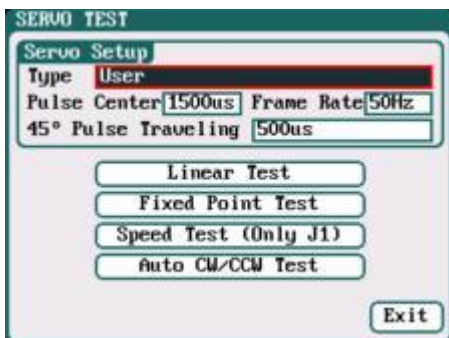 SERVO TEST
Servo Setup
Type User
Pulse Center 1500us Frame Rate 50Hz
45° Pulse Traveling 500us
Linear Test
Fixed Point Test
Speed Test (Only J1)
Auto CW/CCW Test
Exit